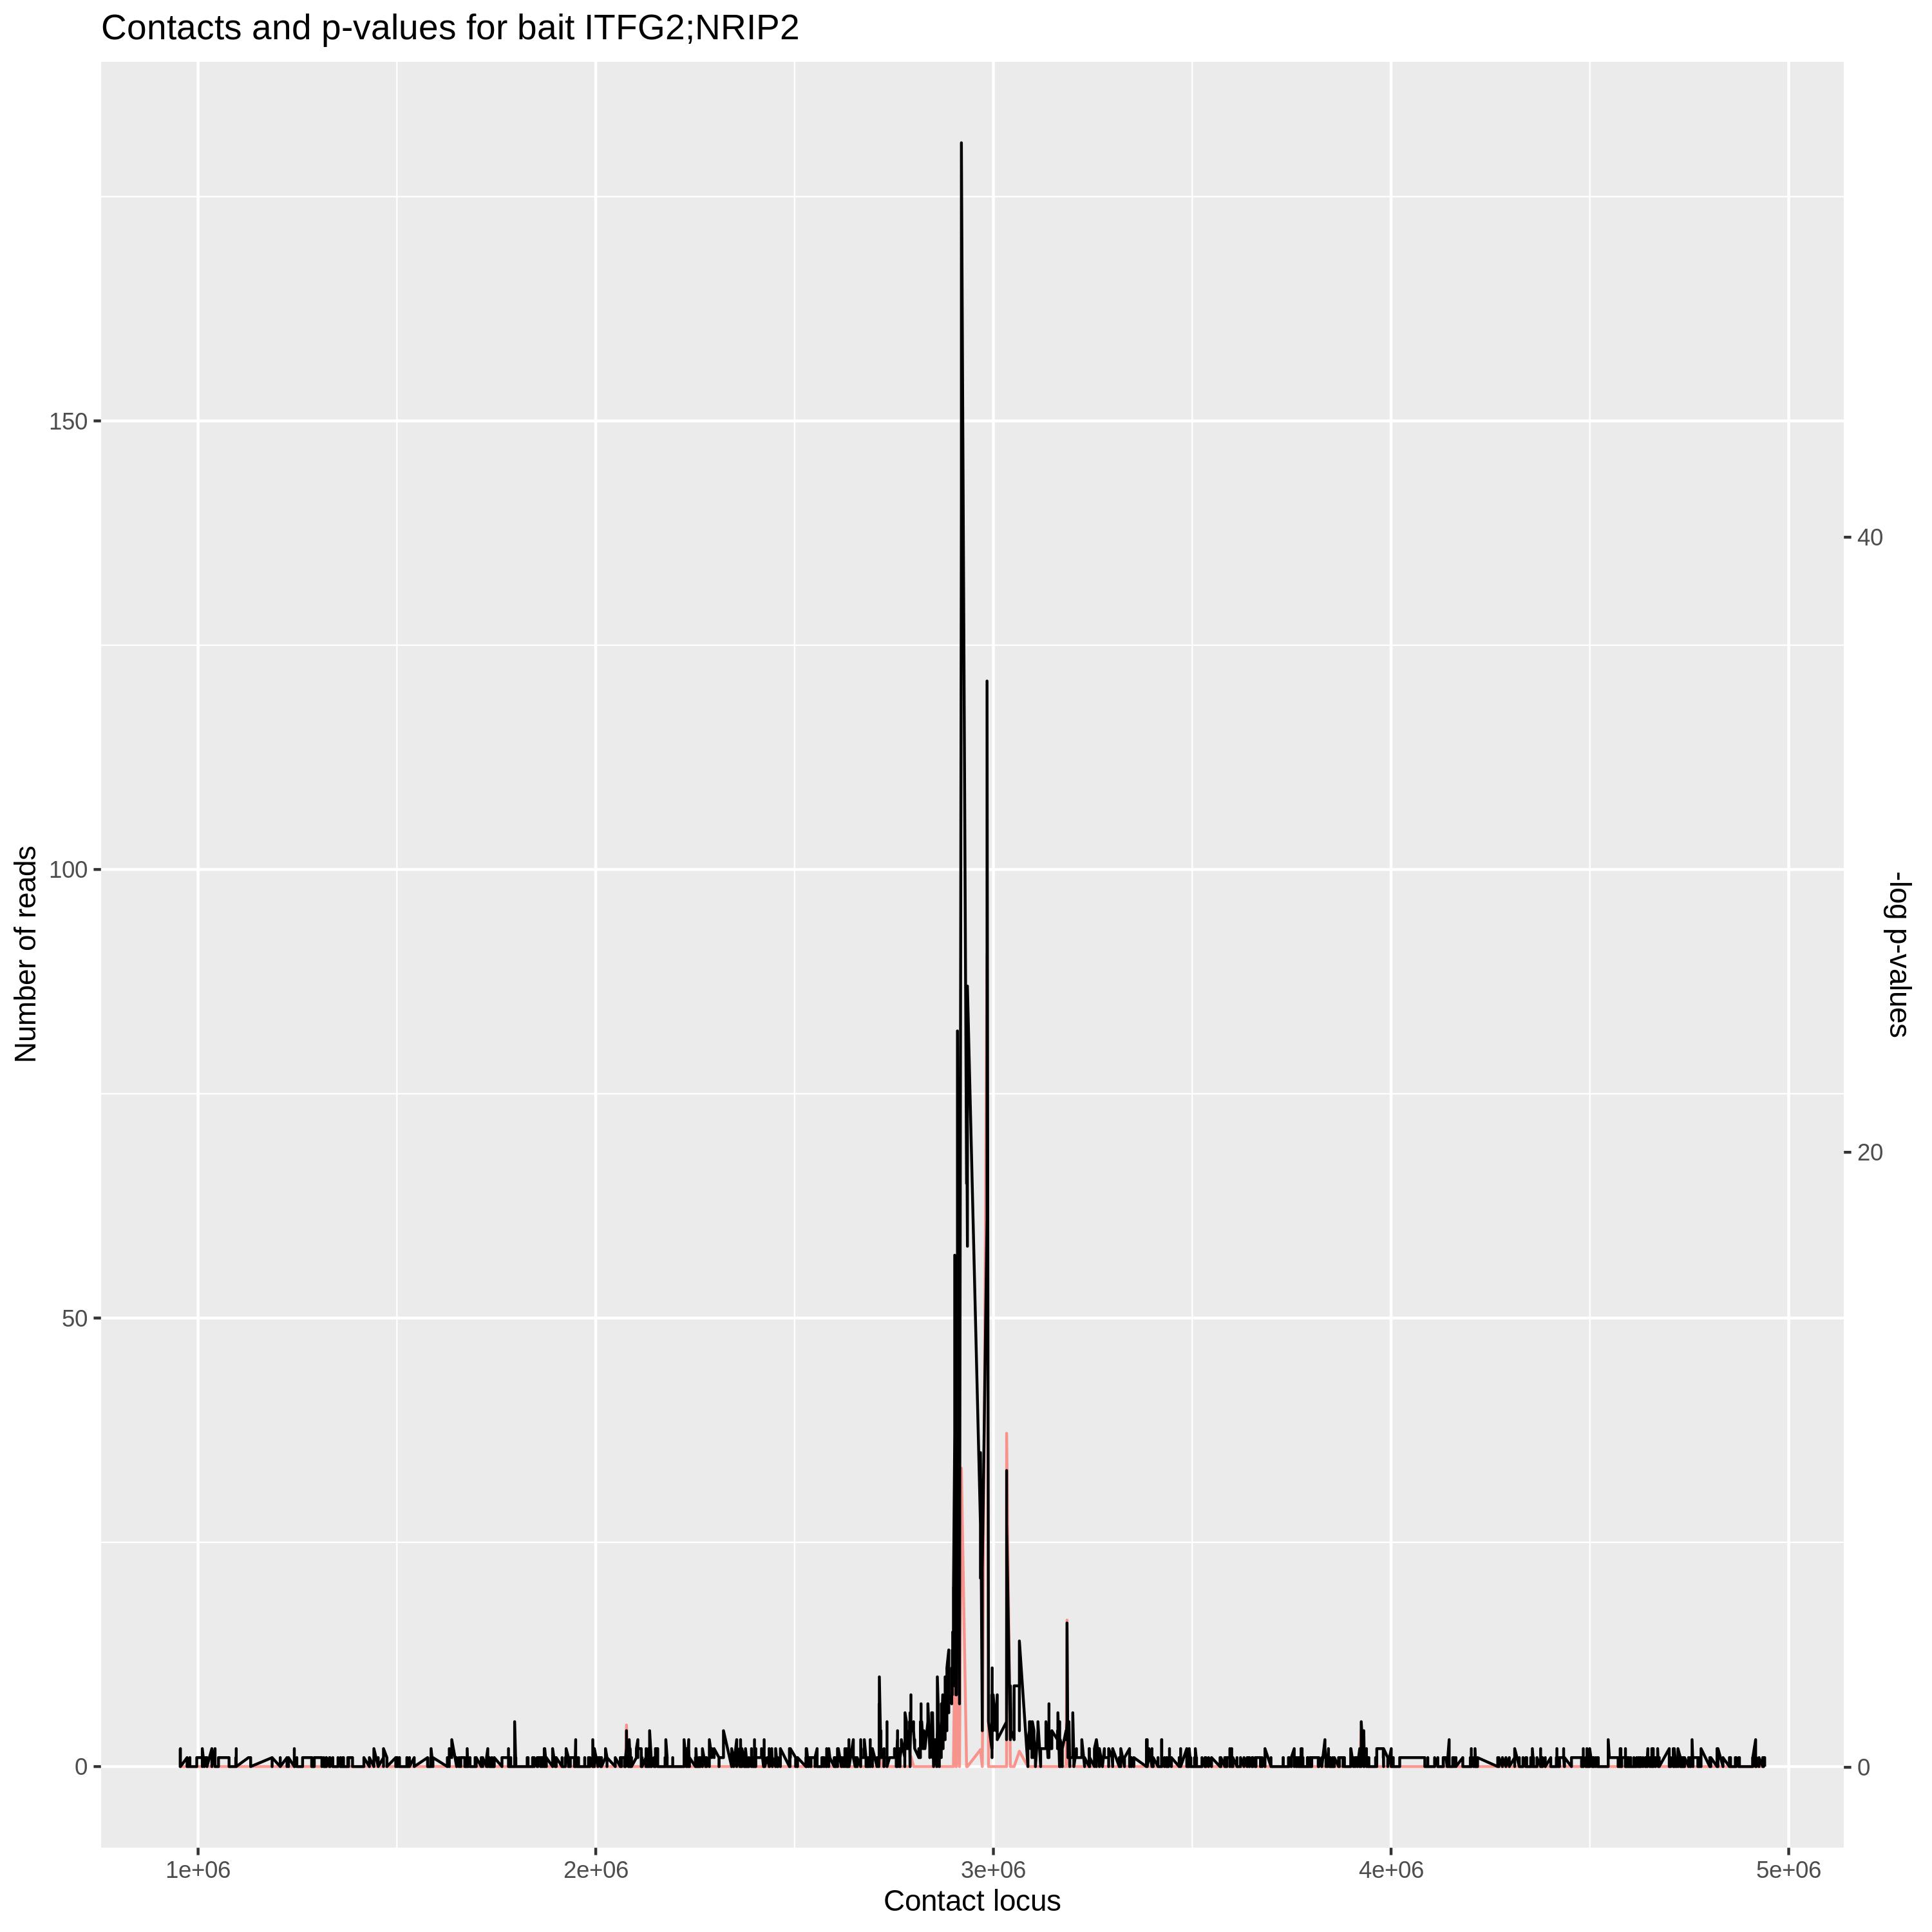 Contacts and p-values for bait ITFG2;NRIP2
Number of reads
150
100
50
0
40
20
0
-log p-values
1e+06
2e+06
3e+06
4e+06
5e+06
Contact locus